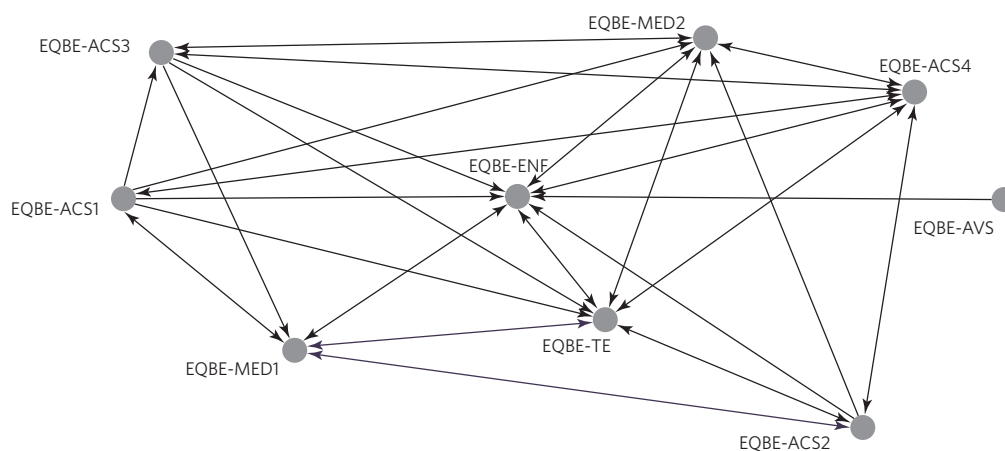 EQBE-MED2
EQBE-ACS3
EQBE-ACS4
EQBE-ENF
EQBE-ACS1
EQBE-AVS
EQBE-TE
EQBE-MED1
EQBE-ACS2